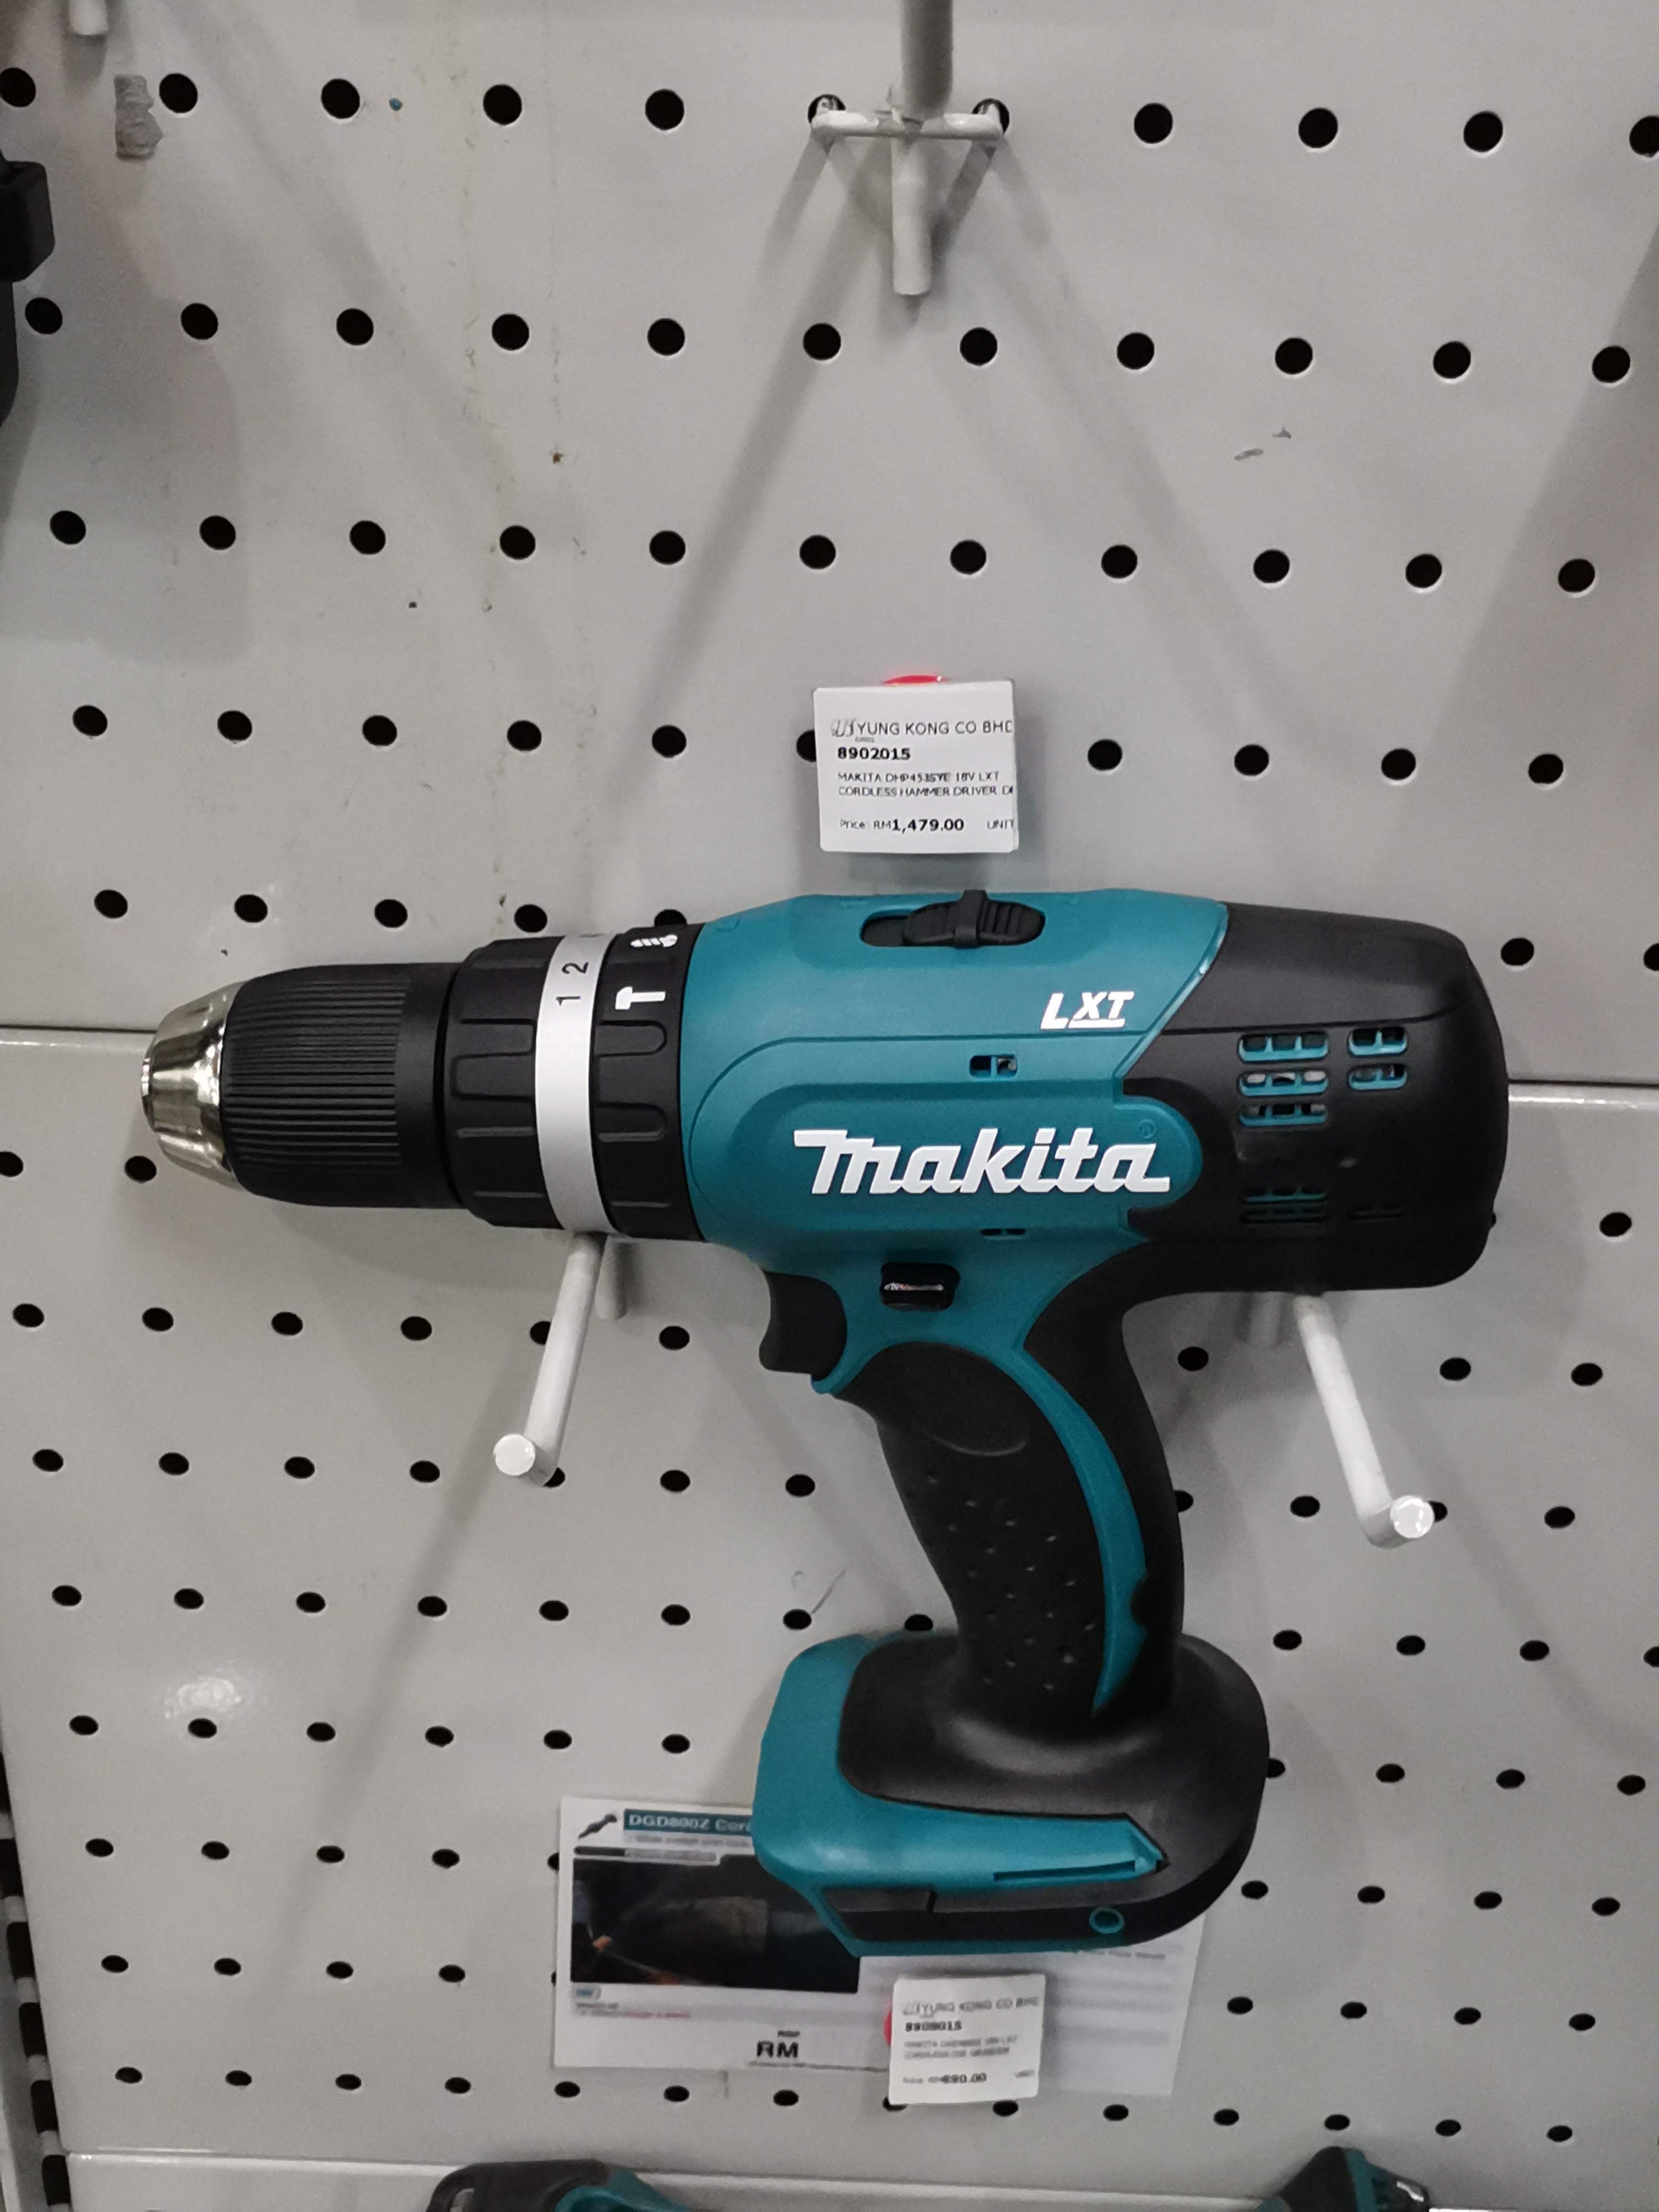 YUNG KONG CO BHD
8902015
MAKITA DHP453SYE 18V LXT
CORDLESS HAMMER DRIVER
Price: RM1,479.00 UNIT
1 2
LXT
makita®
DGD800Z
YUNG KONG CO BHD
RM